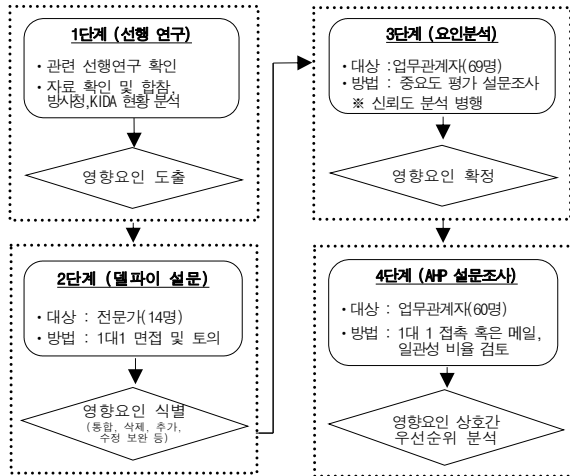 1단계 (선행 연구)
• 관련 선행연구 확인
• 자료 확인 및 합참,
방사청,KIDA 현황 분석
영향요인 도출
2단계 (델파이 설문)
• 대상 : 전문가(14명)
• 방법 : 1대1 면접 및 토의
영향요인 식별
(통합, 삭제, 추가,
수정 보완 등)
3단계 (요인분석)
• 대상 :업무관계자(69명)
• 방법 : 중요도 평가 설문조사
※ 신뢰도 분석 병행
영향요인 확정
4단계 (AHP 설문조사)
• 대상 : 업무관계자(60명)
• 방법 : 1대 1 접촉 혹은 메일,
일관성 비율 검토
영향요인 상호간
우선순위 분석